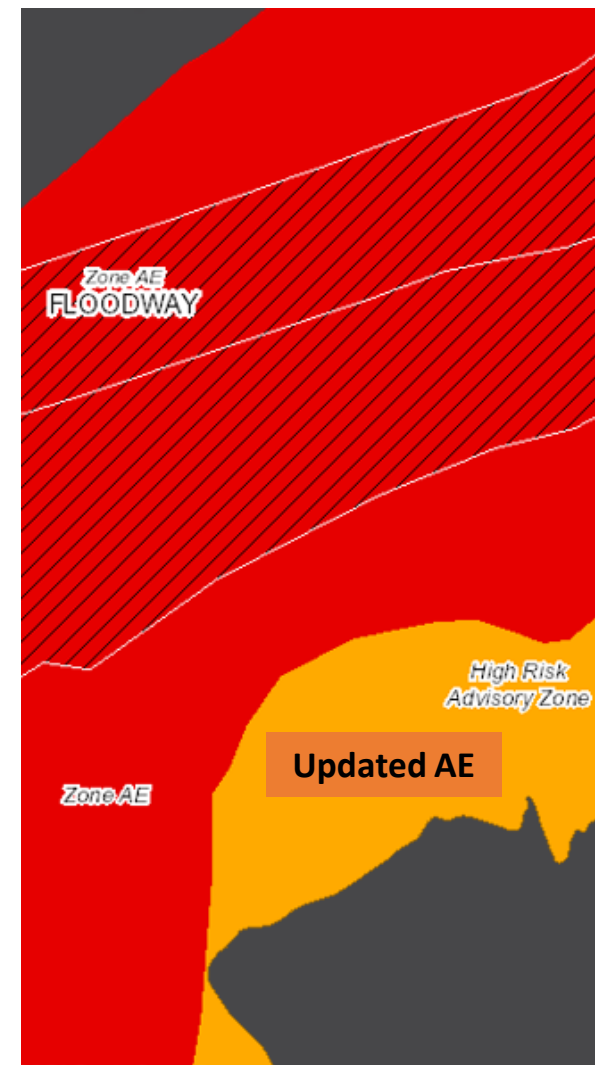 Zone AE
FLOODWAY
High Risk
Advisory Zone
Updated AE
Zone AE